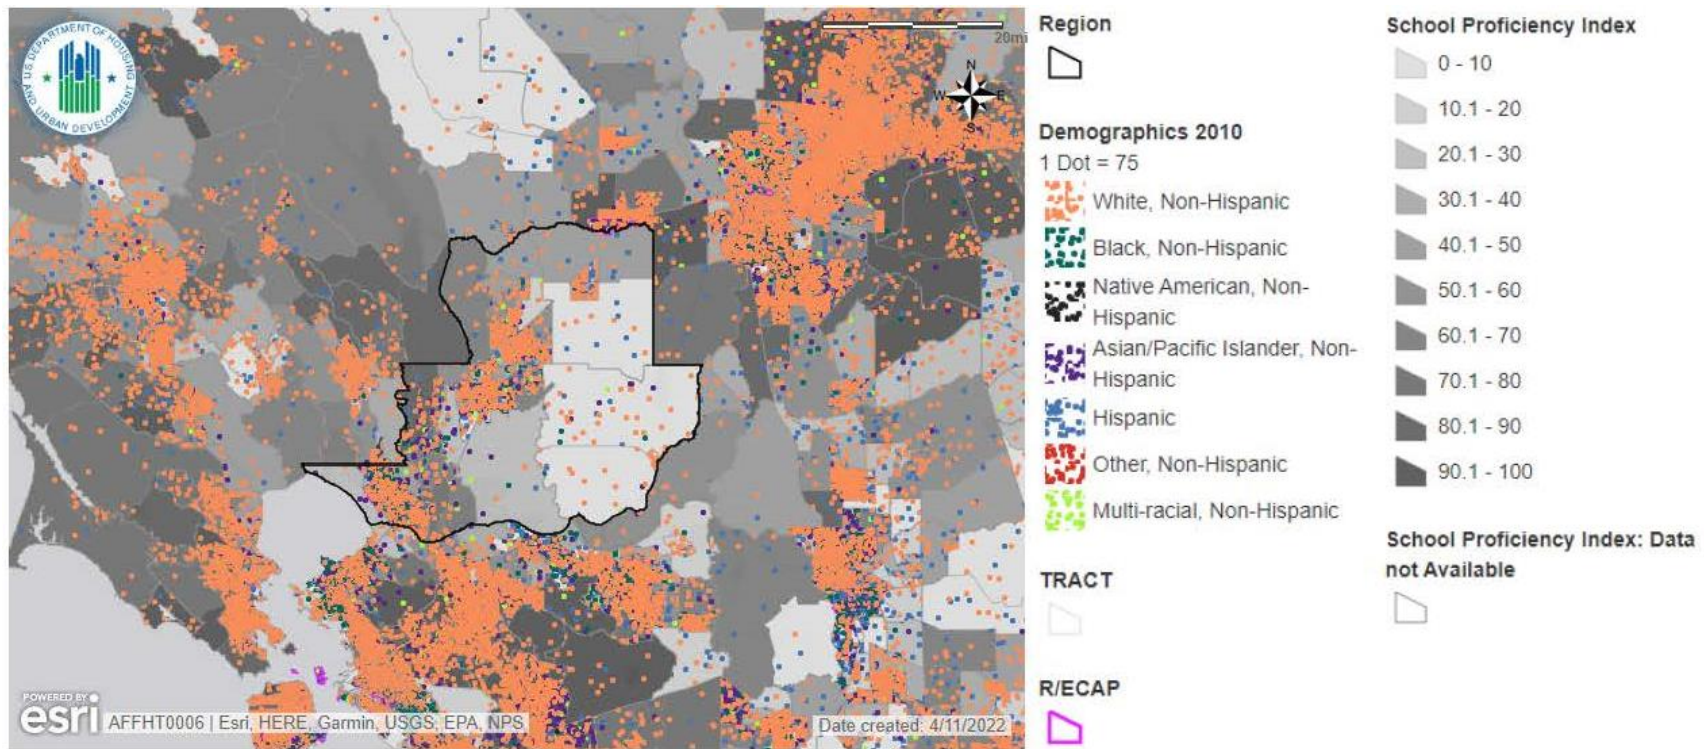 U.S. DEPARTMENT OF HOUSING
AND URBAN DEVELOPMENT
20mi
N
W E
S
POWERED BY
esri
AFFHT0006 | Esri, HERE, Garmin, USGS, EPA, NPS
Date created: 4/11/2022
Region
Demographics 2010
1 Dot = 75
White, Non-Hispanic
Black, Non-Hispanic
Native American, Non-
Hispanic
Asian/Pacific Islander, Non-
Hispanic
Hispanic
Other, Non-Hispanic
Multi-racial, Non-Hispanic
TRACT
R/ECAP
School Proficiency Index
0 - 10
10.1 - 20
20.1 - 30
30.1 - 40
40.1 - 50
50.1 - 60
60.1 - 70
70.1 - 80
80.1 - 90
90.1 - 100
School Proficiency Index: Data
not Available